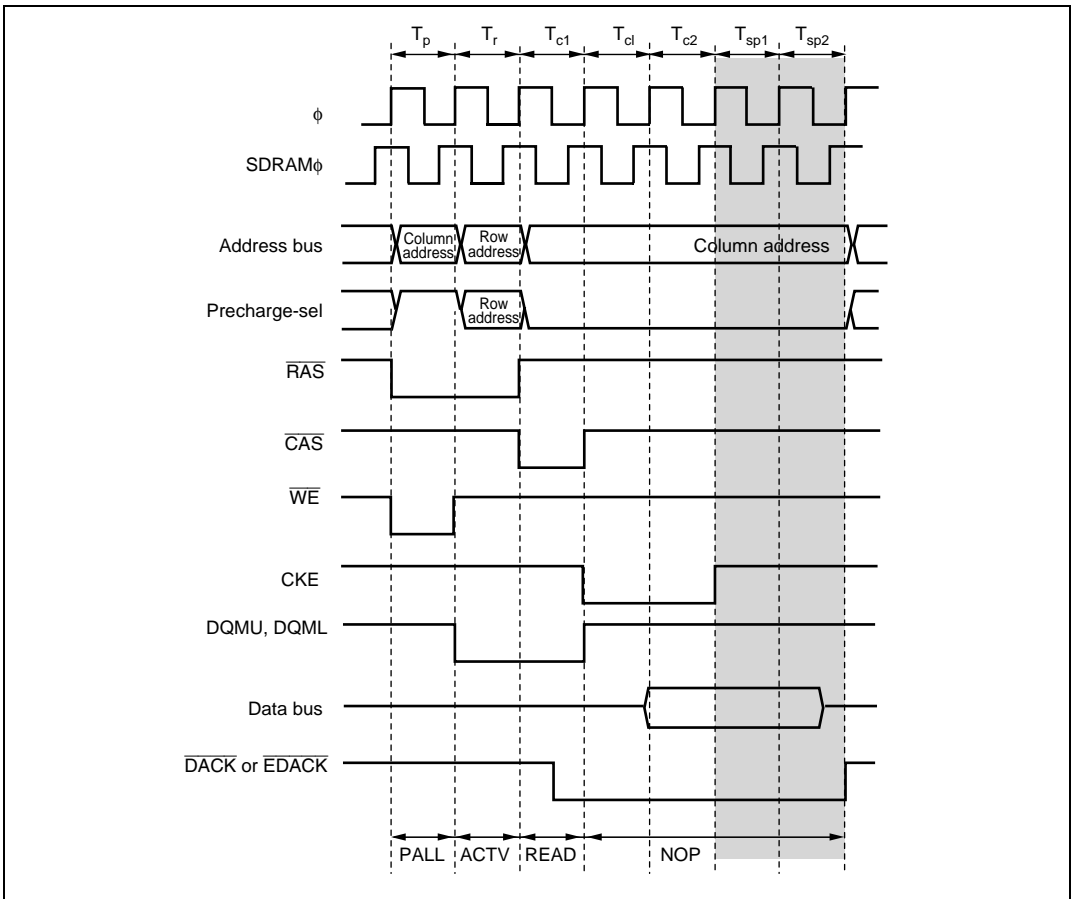 Tp Tr Tc1 Tcl Tc2 Tsp1 Tsp2
φ
SDRAMφ
Address bus
Column address
Row address
Column address
Precharge-sel
Row address
RAS
CAS
WE
CKE
DQMU, DQML
Data bus
DACK or EDACK
PALL ACTV READ NOP